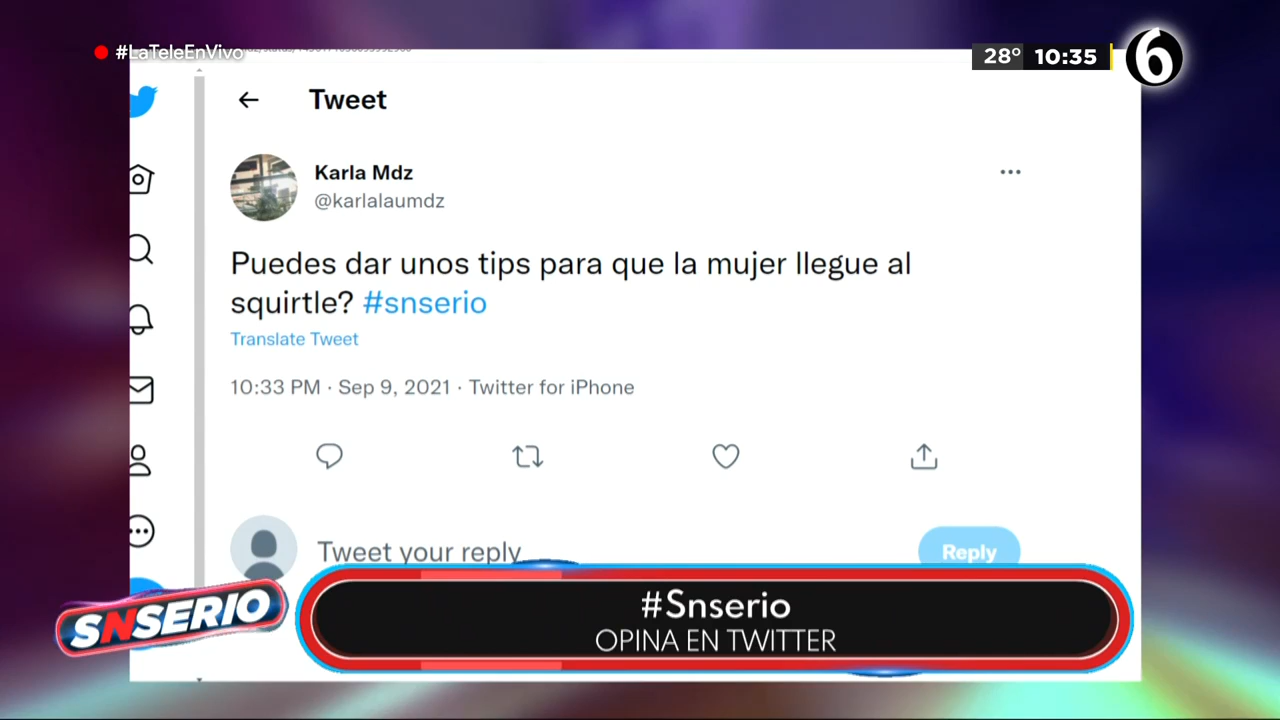 #LaTeleEnVivo
28° 10:35 6
Tweet
Karla Mdz
@karlalaumdz
Puedes dar unos tips para que la mujer llegue al
squirtle? #snserio
Translate Tweet
10:33 PM · Sep 9, 2021 · Twitter for iPhone
Tweet your reply
Reply
SNSERIO
#Snserio
OPINA EN TWITTER